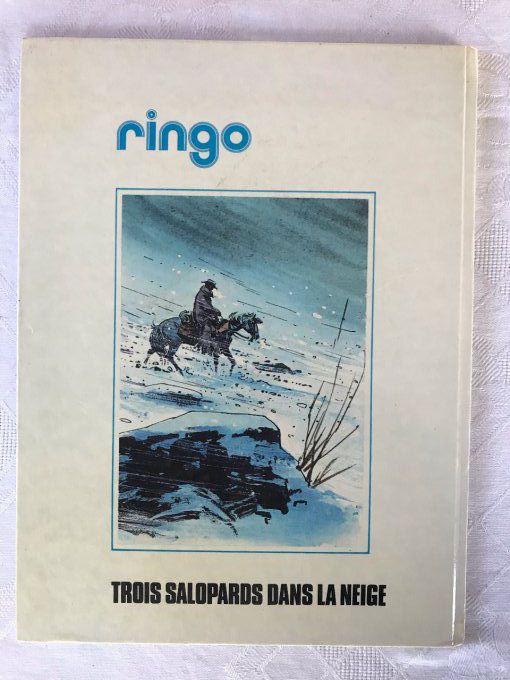 ringo
TROIS SALOPARDS DANS LA NEIGE